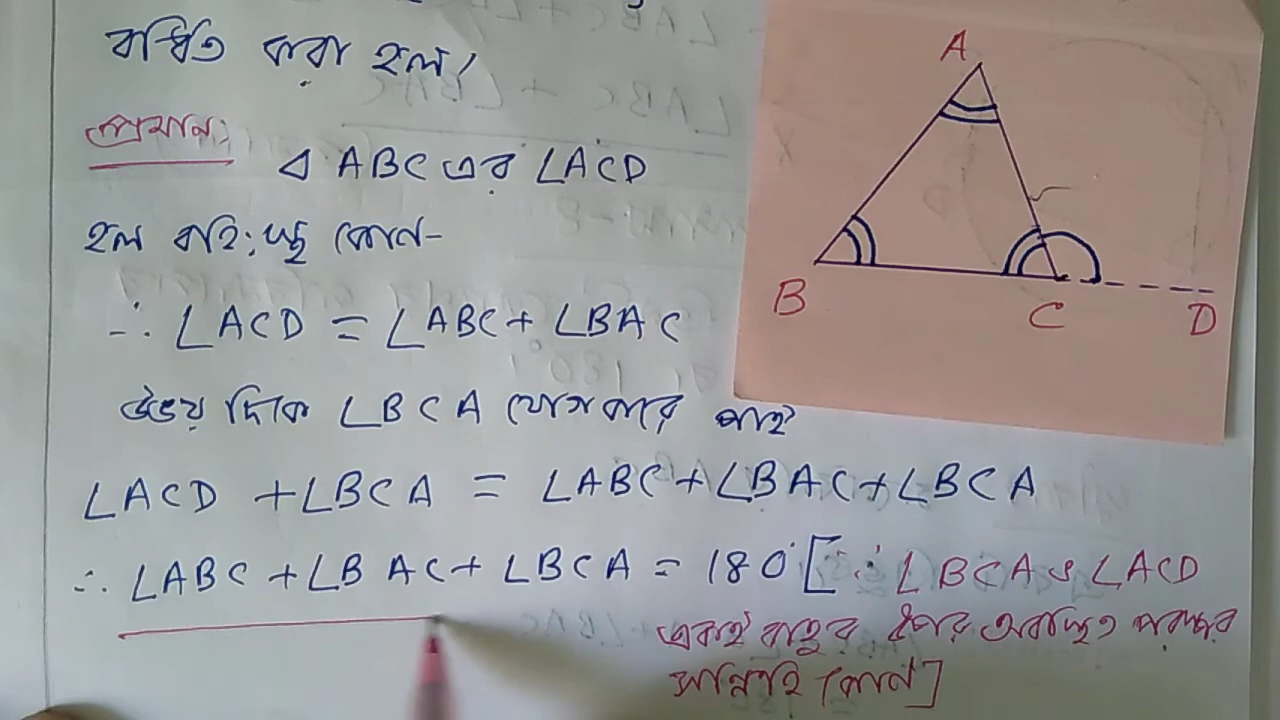 বর্ধিত করা হল।
প্রমান:
△ ABC এর ∠ACD
হল বহি:স্থ কোন-
∴ ∠ACD = ∠ABC + ∠BAC
উভয় দিকে ∠BCA যোগ করে পাই
∠ACD + ∠BCA = ∠ABC + ∠BAC + ∠BCA
∴ ∠ABC + ∠BAC + ∠BCA = 180° [∵ ∠BCA ও ∠ACD
একই বাহুর উপর অবস্থিত পরস্পর
সন্নিহি কোন]
A
B
C
D